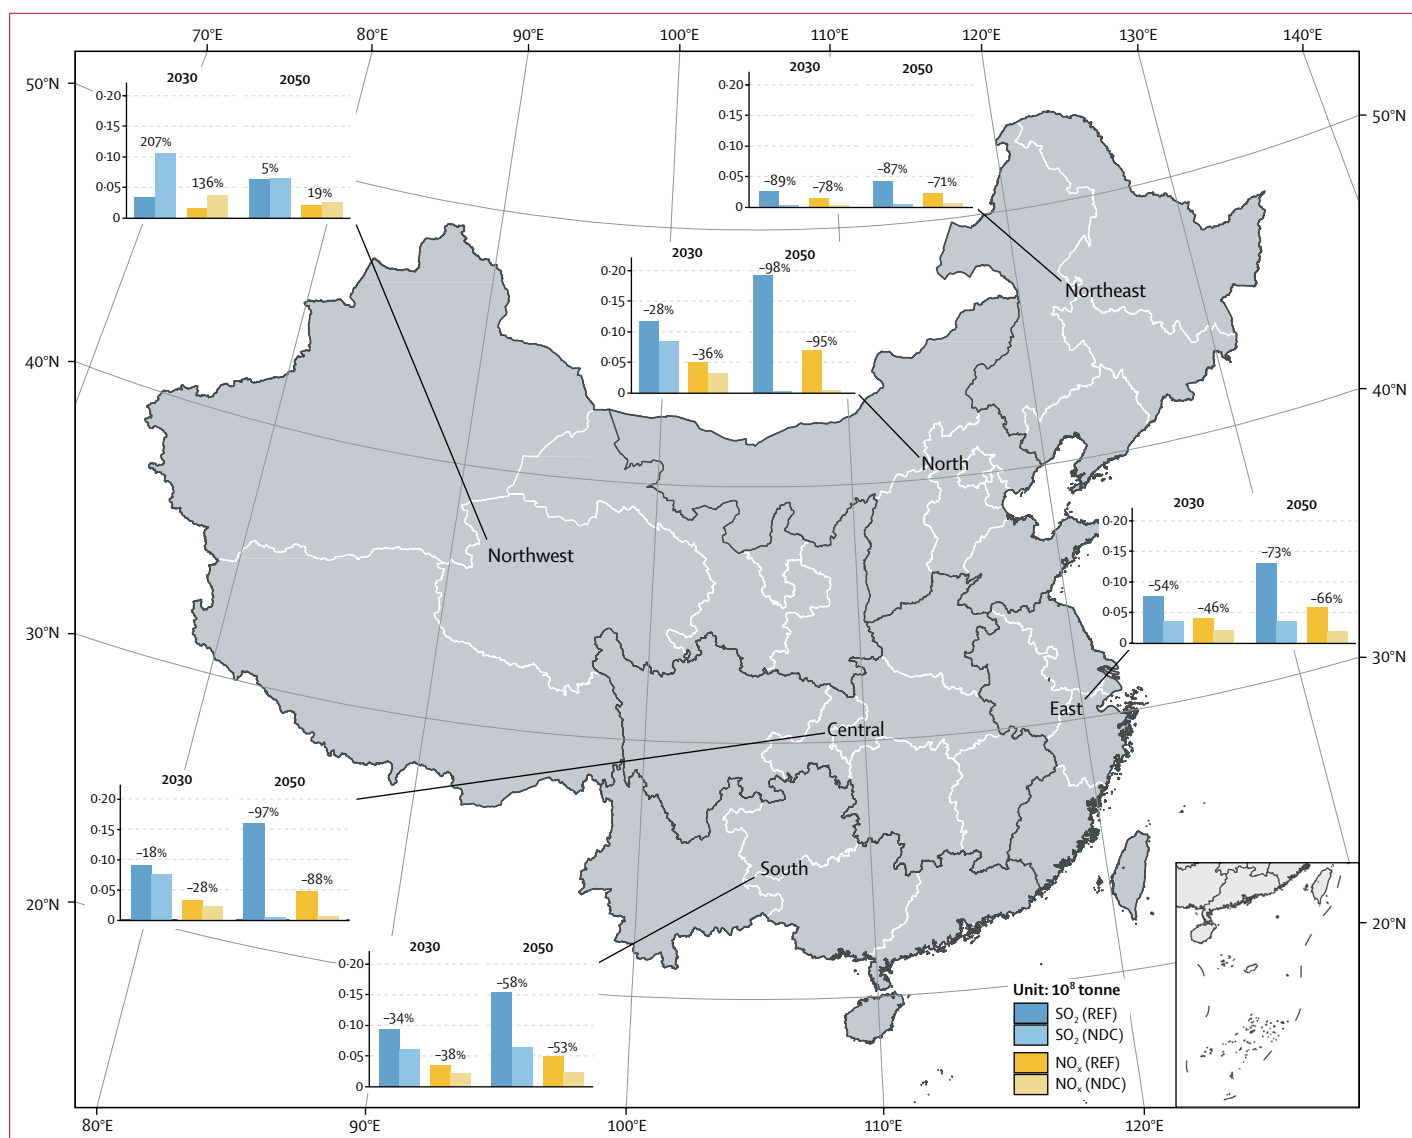 70°E 80°E 90°E 100°E 110°E 120°E 130°E 140°E
50°N
50°N
40°N
40°N
30°N
30°N
20°N
20°N
80°E 90°E 100°E 110°E 120°E
2030 2050
0·20
0·15
0·10
0·05
0
207% 136% 5% 19%
Northwest
2030 2050
0·20
0·15
0·10
0·05
0
–89% –78% –87% –71%
Northeast
2030 2050
0·20
0·15
0·10
0·05
0
–28% –36% –98% –95%
North
2030 2050
0·20
0·15
0·10
0·05
0
–54% –46% –73% –66%
East
2030 2050
0·20
0·15
0·10
0·05
0
–18% –28% –97% –88%
Central
2030 2050
0·20
0·15
0·10
0·05
0
–34% –38% –58% –53%
South
Unit: 10⁸ tonne
SO₂ (REF)
SO₂ (NDC)
NOₓ (REF)
NOₓ (NDC)